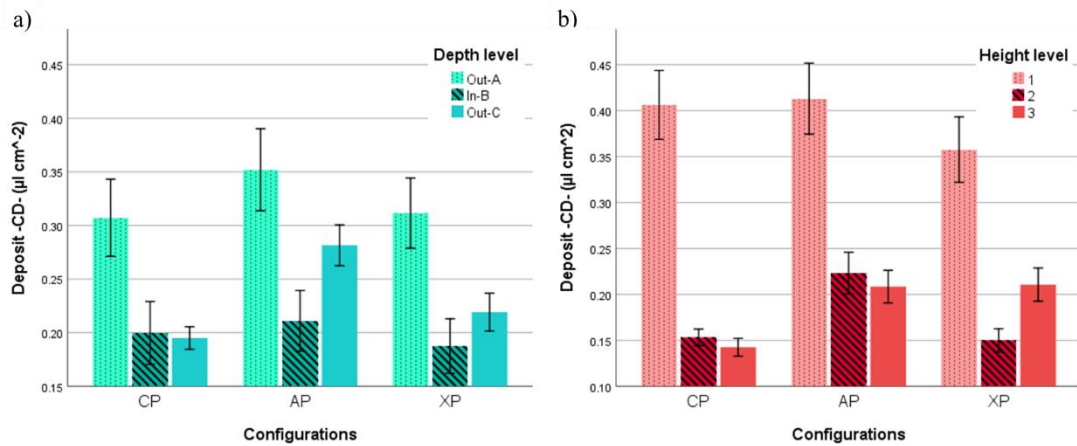 a)
Depth level
Out-A
In-B
Out-C
0.45
0.40
0.35
0.30
0.25
0.20
0.15
Deposit -CD- (µl cm^-2)
CP AP XP
Configurations
b)
Height level
1
2
3
0.45
0.40
0.35
0.30
0.25
0.20
0.15
0.10
Deposit -CD- (µl cm^2)
CP AP XP
Configurations